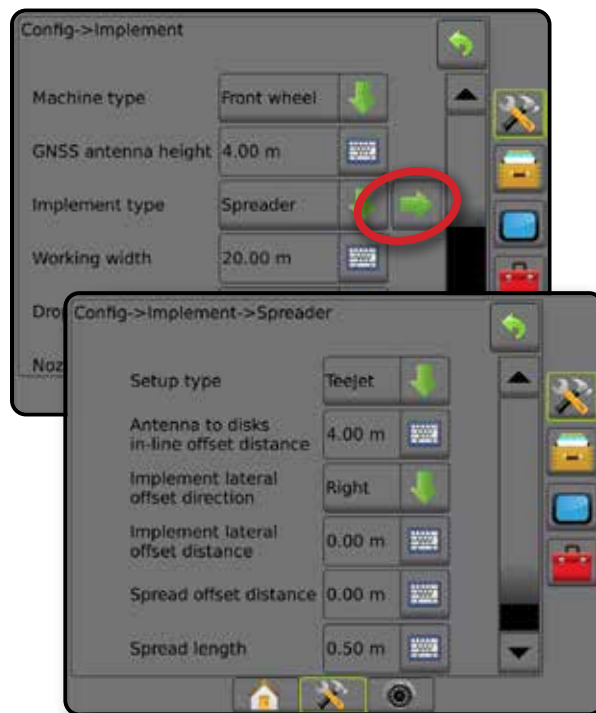 Config->Implement
Machine type Front wheel
GNSS antenna height 4.00 m
Implement type Spreader
Working width 20.00 m
Config->Implement->Spreader
Setup type TeeJet
Antenna to disks
in-line offset distance 4.00 m
Implement lateral
offset direction Right
Implement lateral
offset distance 0.00 m
Spread offset distance 0.00 m
Spread length 0.50 m